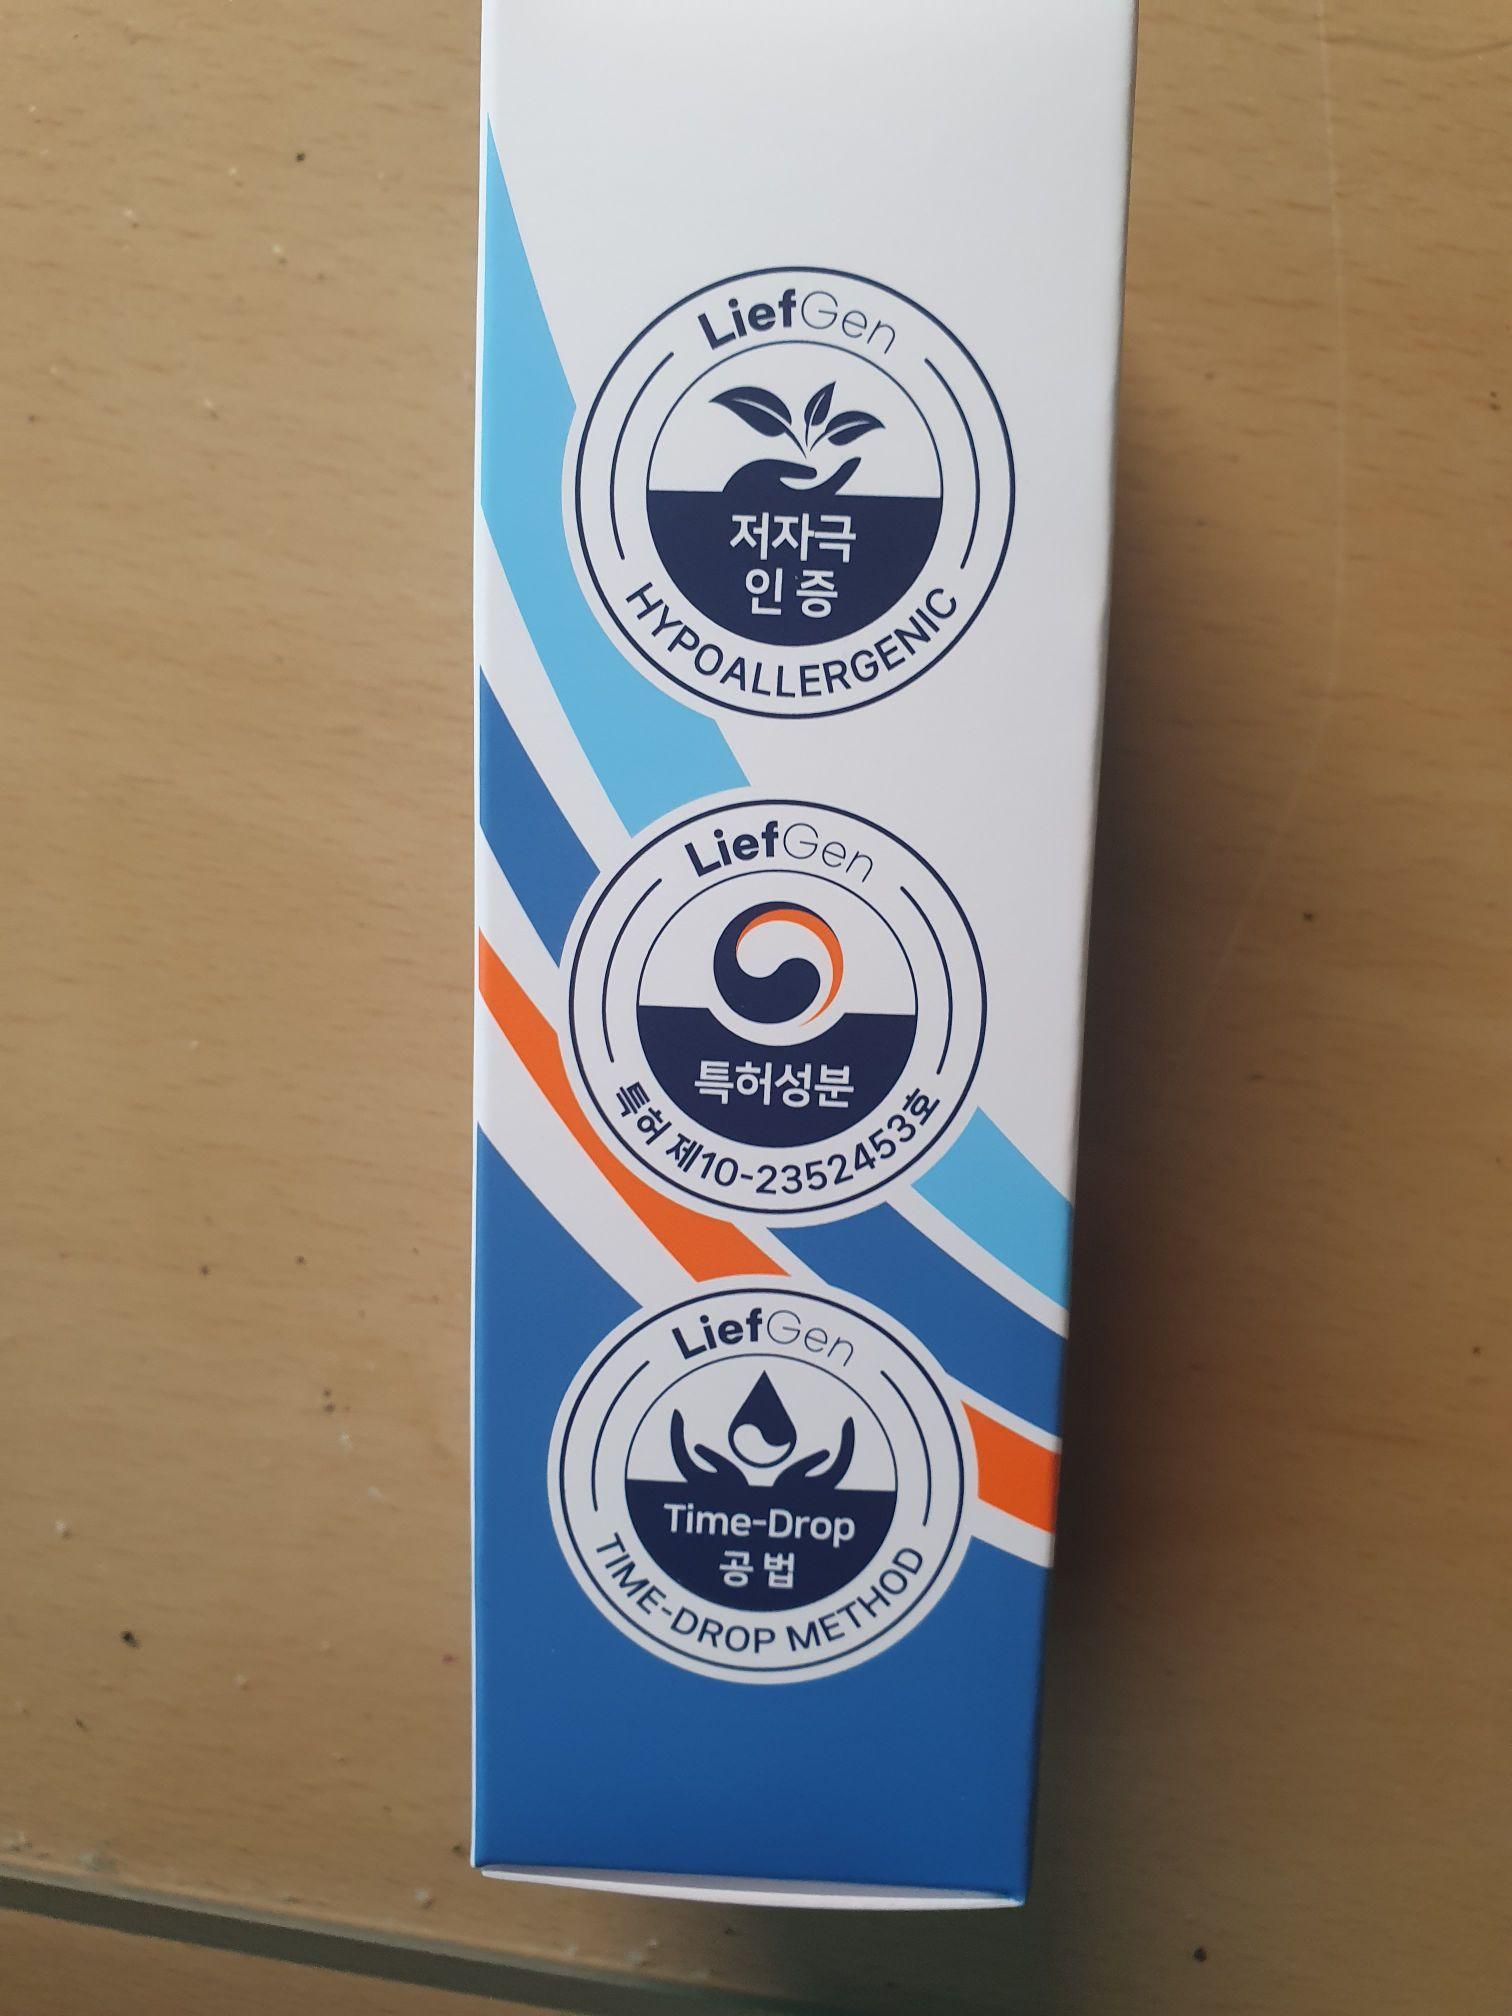 LiefGen
저자극
인 증
HYPOALLERGENIC
LiefGen
특허성분
특허 제10-2352453호
LiefGen
Time-Drop
공 법
TIME-DROP METHOD